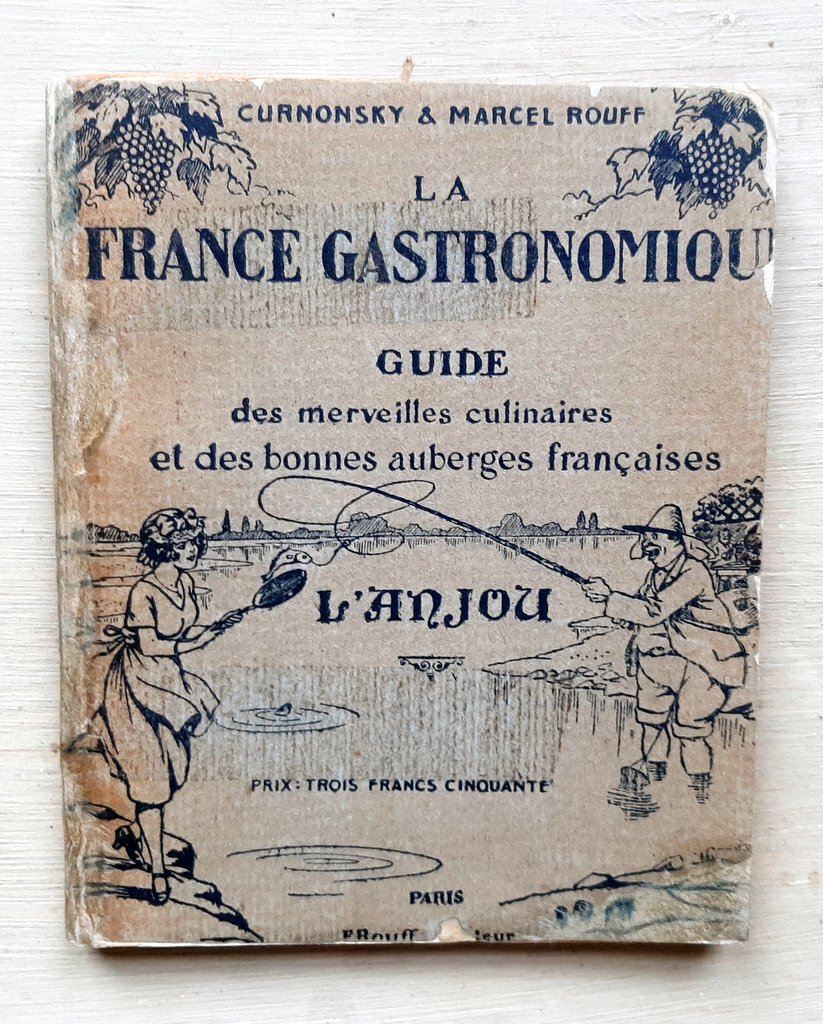 CURNONSKY & MARCEL ROUFF
LA
FRANCE GASTRONOMIQU
GUIDE
des merveilles culinaires
et des bonnes auberges françaises
L'ANJOU
PRIX: TROIS FRANCS CINQUANTE
PARIS
F. Rouff